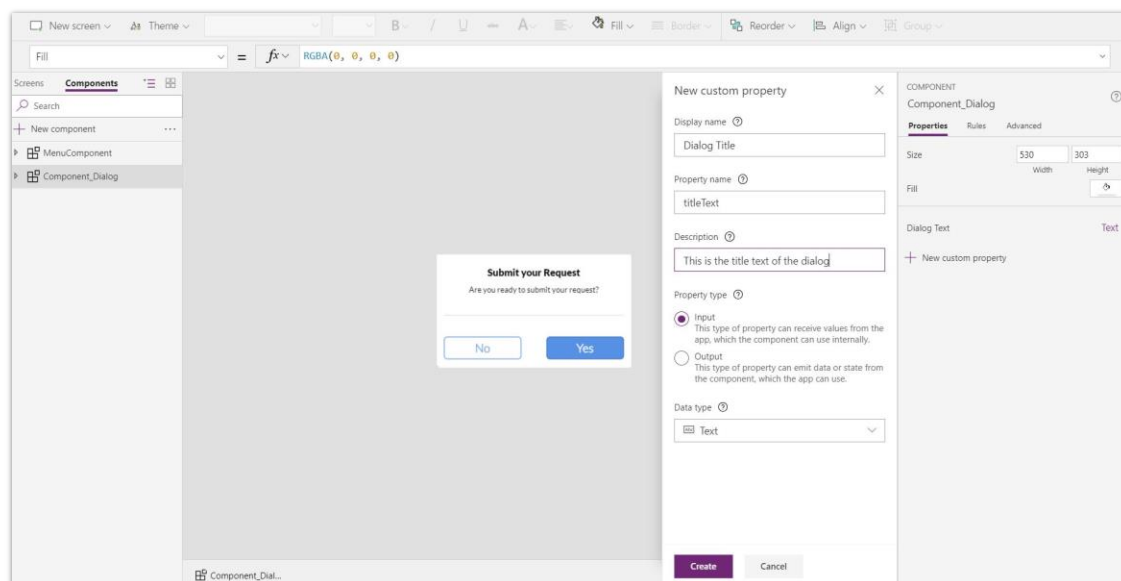 New screen Theme B / U A Fill Border Reorder Align Group
Fill = fx RGBA(0, 0, 0, 0)
Screens Components
Search
+ New component ...
MenuComponent
Component_Dialog
Submit your Request
Are you ready to submit your request?
No Yes
Component_Dial...
New custom property
Display name
Dialog Title
Property name
titleText
Description
This is the title text of the dialog
Property type
Input
This type of property can receive values from the
app, which the component can use internally.
Output
This type of property can emit data or state from
the component, which the app can use.
Data type
Abc Text
Create Cancel
COMPONENT
Component_Dialog
Properties Rules Advanced
Size 530 303
Width Height
Fill
Dialog Text Text
+ New custom property